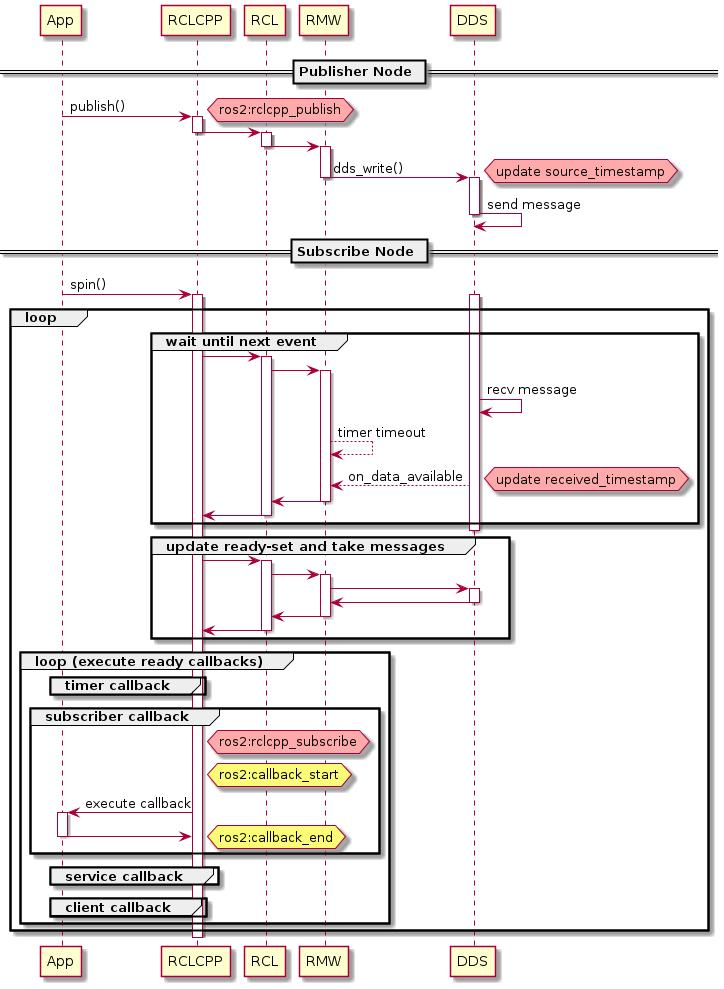 App RCLCPP RCL RMW DDS
Publisher Node
publish() ros2:rclcpp_publish
dds_write() update source_timestamp
send message
Subscribe Node
spin()
loop
wait until next event
recv message
timer timeout
on_data_available update received_timestamp
update ready-set and take messages
loop (execute ready callbacks)
timer callback
subscriber callback
ros2:rclcpp_subscribe
ros2:callback_start
execute callback
ros2:callback_end
service callback
client callback
App RCLCPP RCL RMW DDS